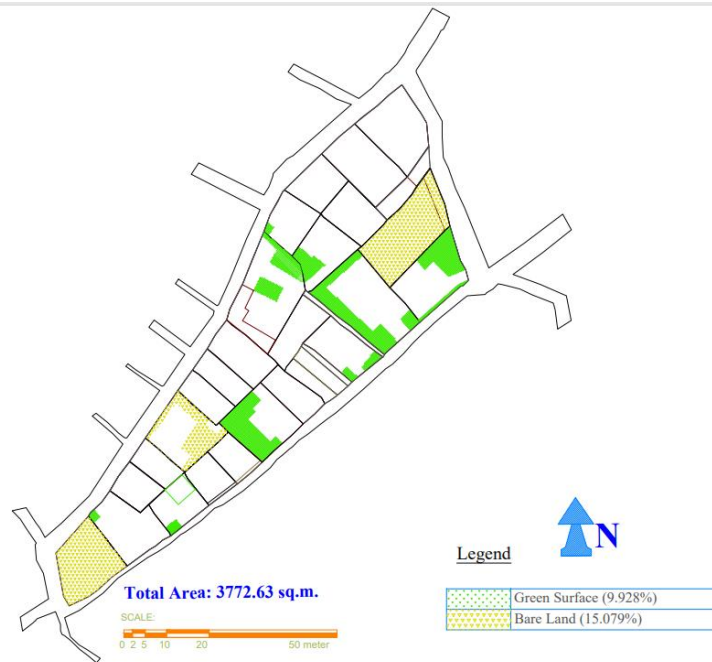 N
Legend
Total Area: 3772.63 sq.m.
Green Surface (9.928%)
Bare Land (15.079%)
SCALE:
0 2 5 10 20 50 meter